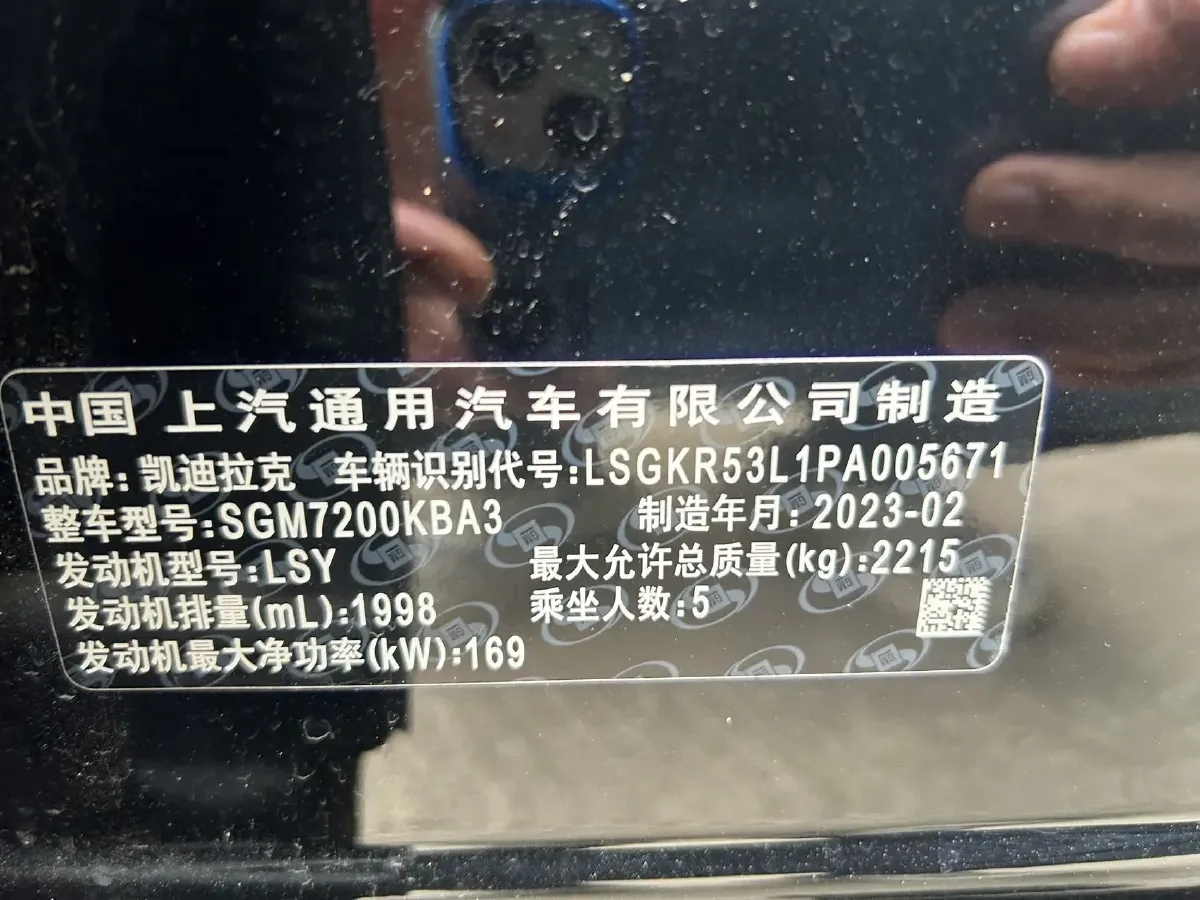 中国 上汽通用汽车有限公司制造
品牌:凯迪拉克 车辆识别代号:LSGKR53L1PA005671
整车型号:SGM7200KBA3 制造年月:2023-02
发动机型号:LSY 最大允许总质量(kg):2215
发动机排量(mL):1998 乘坐人数:5
发动机最大净功率(kW):169